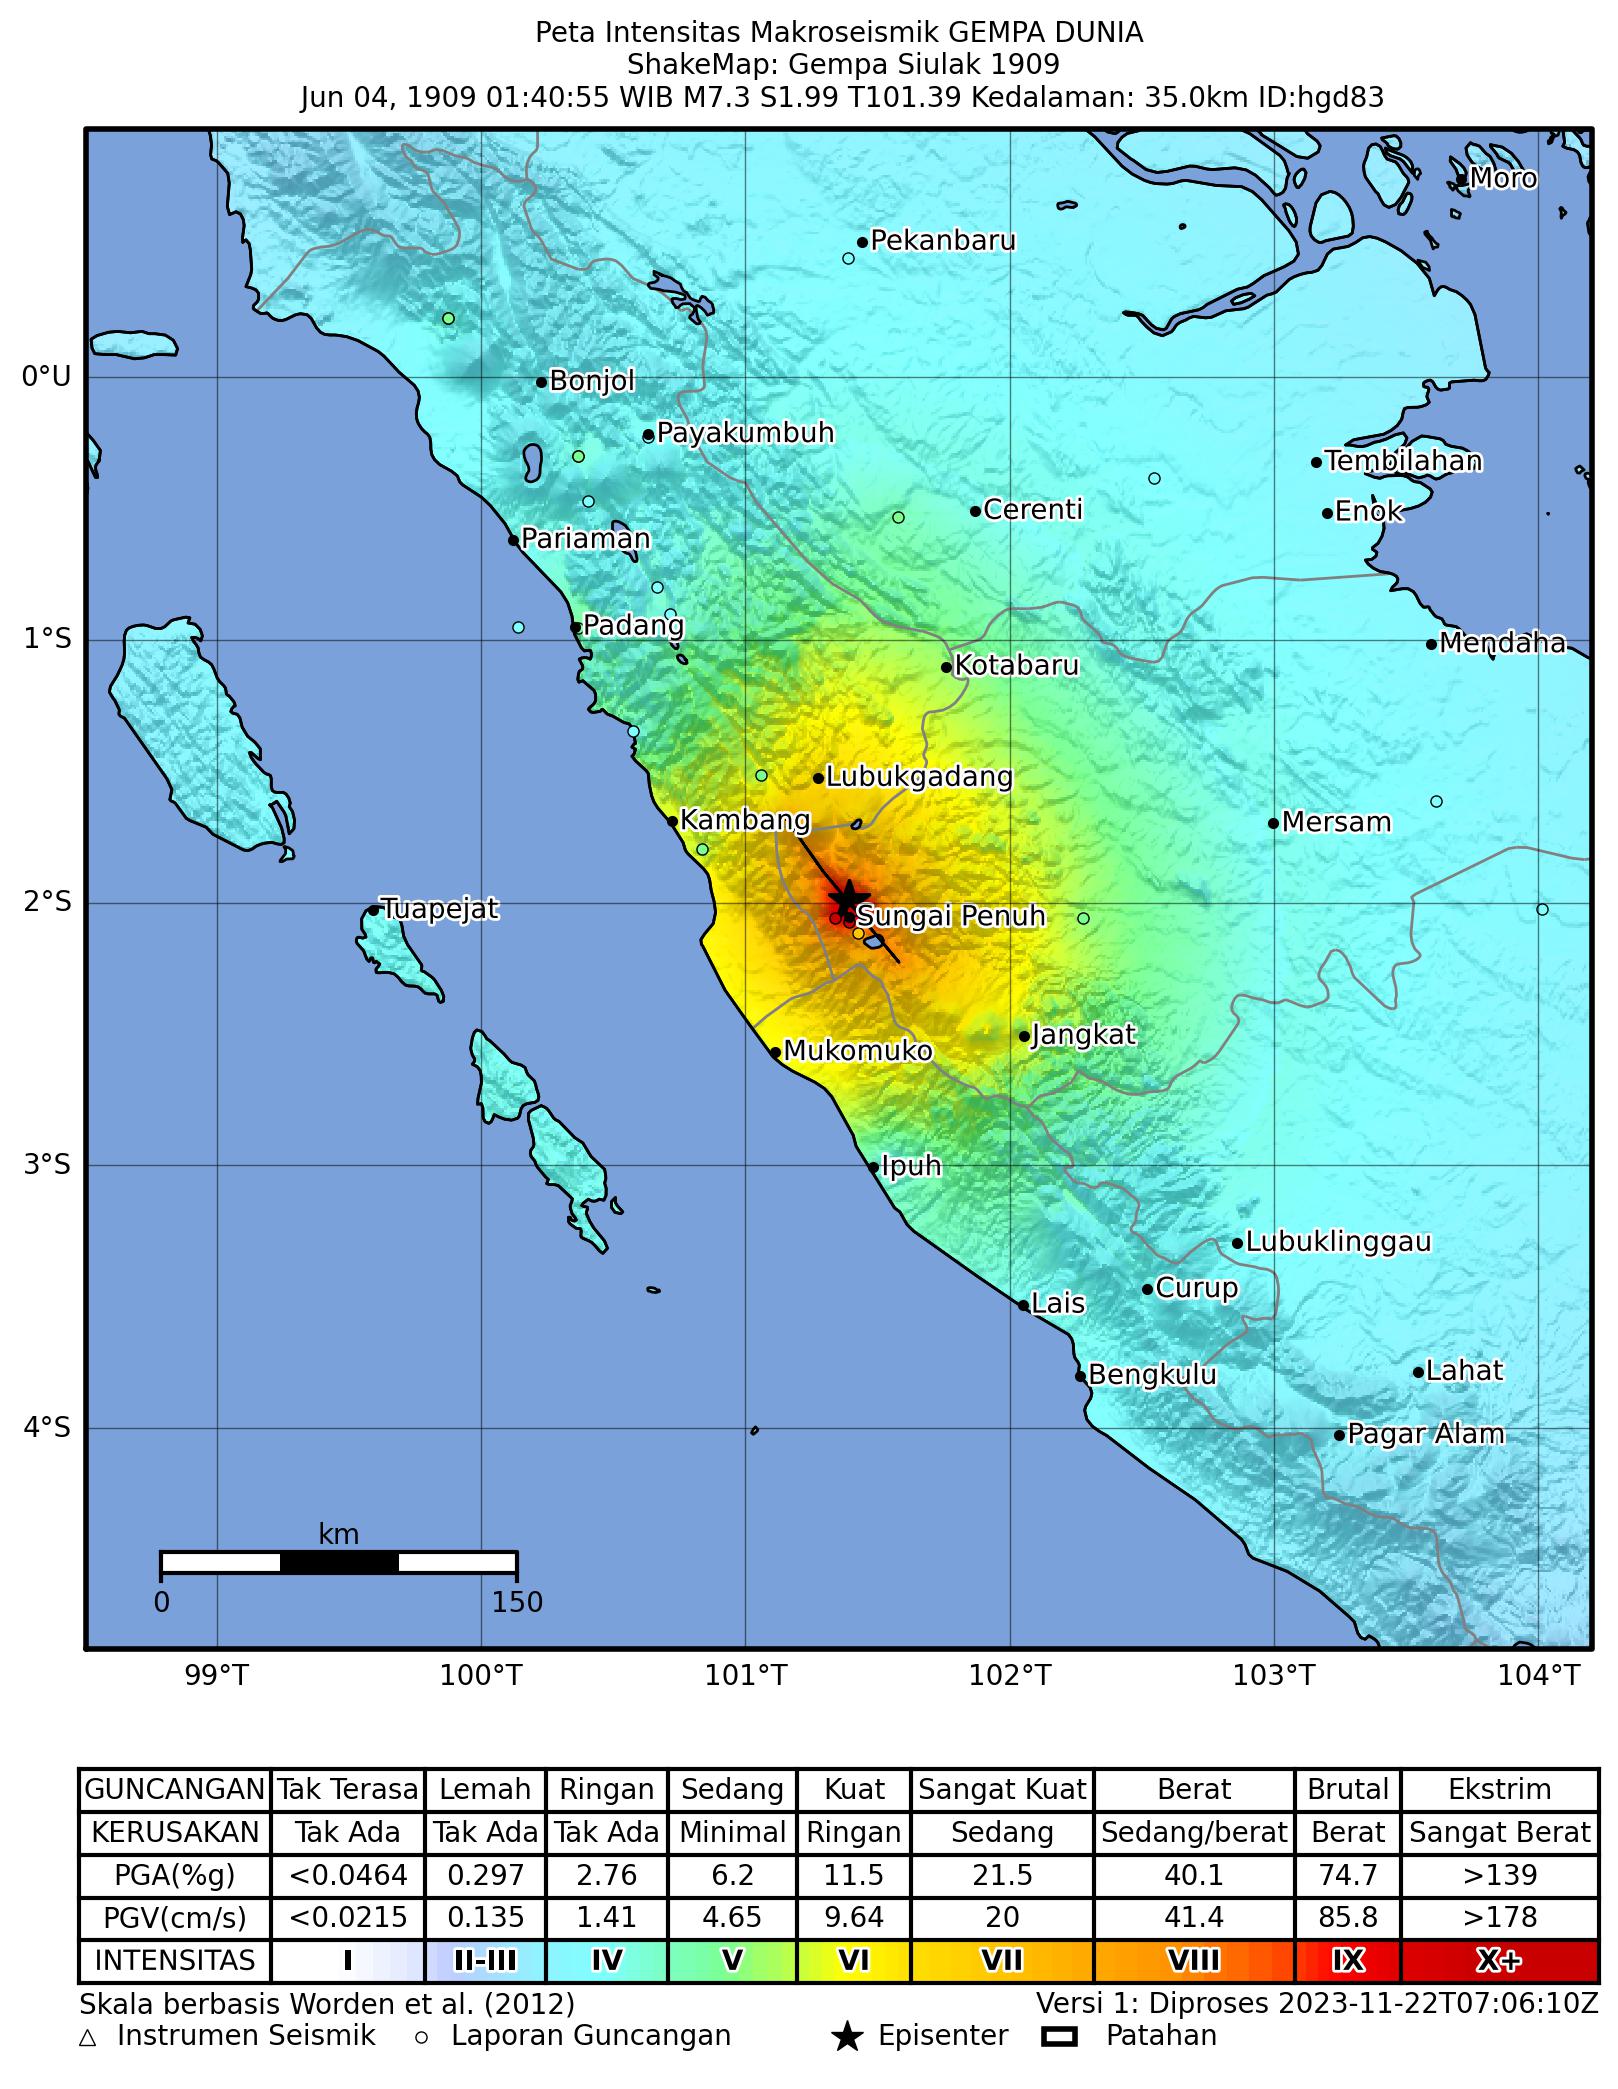 Peta Intensitas Makroseismik GEMPA DUNIA
ShakeMap: Gempa Siulak 1909
Jun 04, 1909 01:40:55 WIB M7.3 S1.99 T101.39 Kedalaman: 35.0km ID:hgd83
Moro
Pekanbaru
0°U
Bonjol
Payakumbuh
Tembilahan
Cerenti
Enok
Pariaman
Padang
1°S
Mendaha
Kotabaru
Lubukgadang
Kambang
Mersam
2°S
Tuapejat
Sungai Penuh
Jangkat
Mukomuko
3°S
Ipuh
Lubuklinggau
Curup
Lais
Bengkulu
Lahat
4°S
Pagar Alam
km
0 150
99°T 100°T 101°T 102°T 103°T 104°T
GUNCANGAN Tak Terasa Lemah Ringan Sedang Kuat Sangat Kuat Berat Brutal Ekstrim
KERUSAKAN Tak Ada Tak Ada Tak Ada Minimal Ringan Sedang Sedang/berat Berat Sangat Berat
PGA(%g) <0.0464 0.297 2.76 6.2 11.5 21.5 40.1 74.7 >139
PGV(cm/s) <0.0215 0.135 1.41 4.65 9.64 20 41.4 85.8 >178
INTENSITAS I II-III IV V VI VII VIII IX X+
Skala berbasis Worden et al. (2012) Versi 1: Diproses 2023-11-22T07:06:10Z
Instrumen Seismik Laporan Guncangan Episenter Patahan